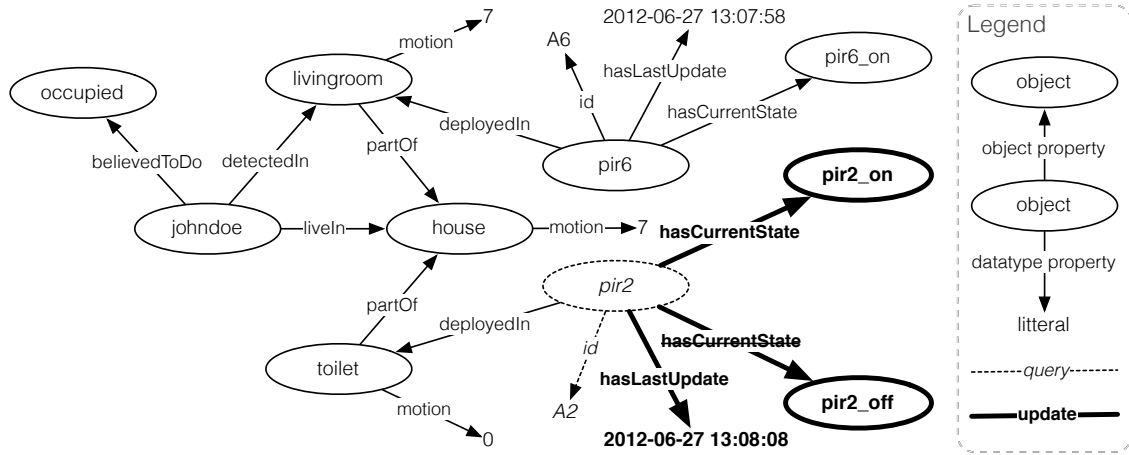 7
2012-06-27 13:07:58
Legend
motion
A6
livingroom
hasLastUpdate
pir6_on
object
occupied
id
hasCurrentState
deployedIn
believedToDo
detectedIn
partOf
pir6
object property
pir2_on
object
johndoe
liveIn
house
motion
7
hasCurrentState
datatype property
pir2
partOf
deployedIn
litteral
id
hasCurrentState
toilet
hasLastUpdate
query
motion
A2
pir2_off
update
0
2012-06-27 13:08:08